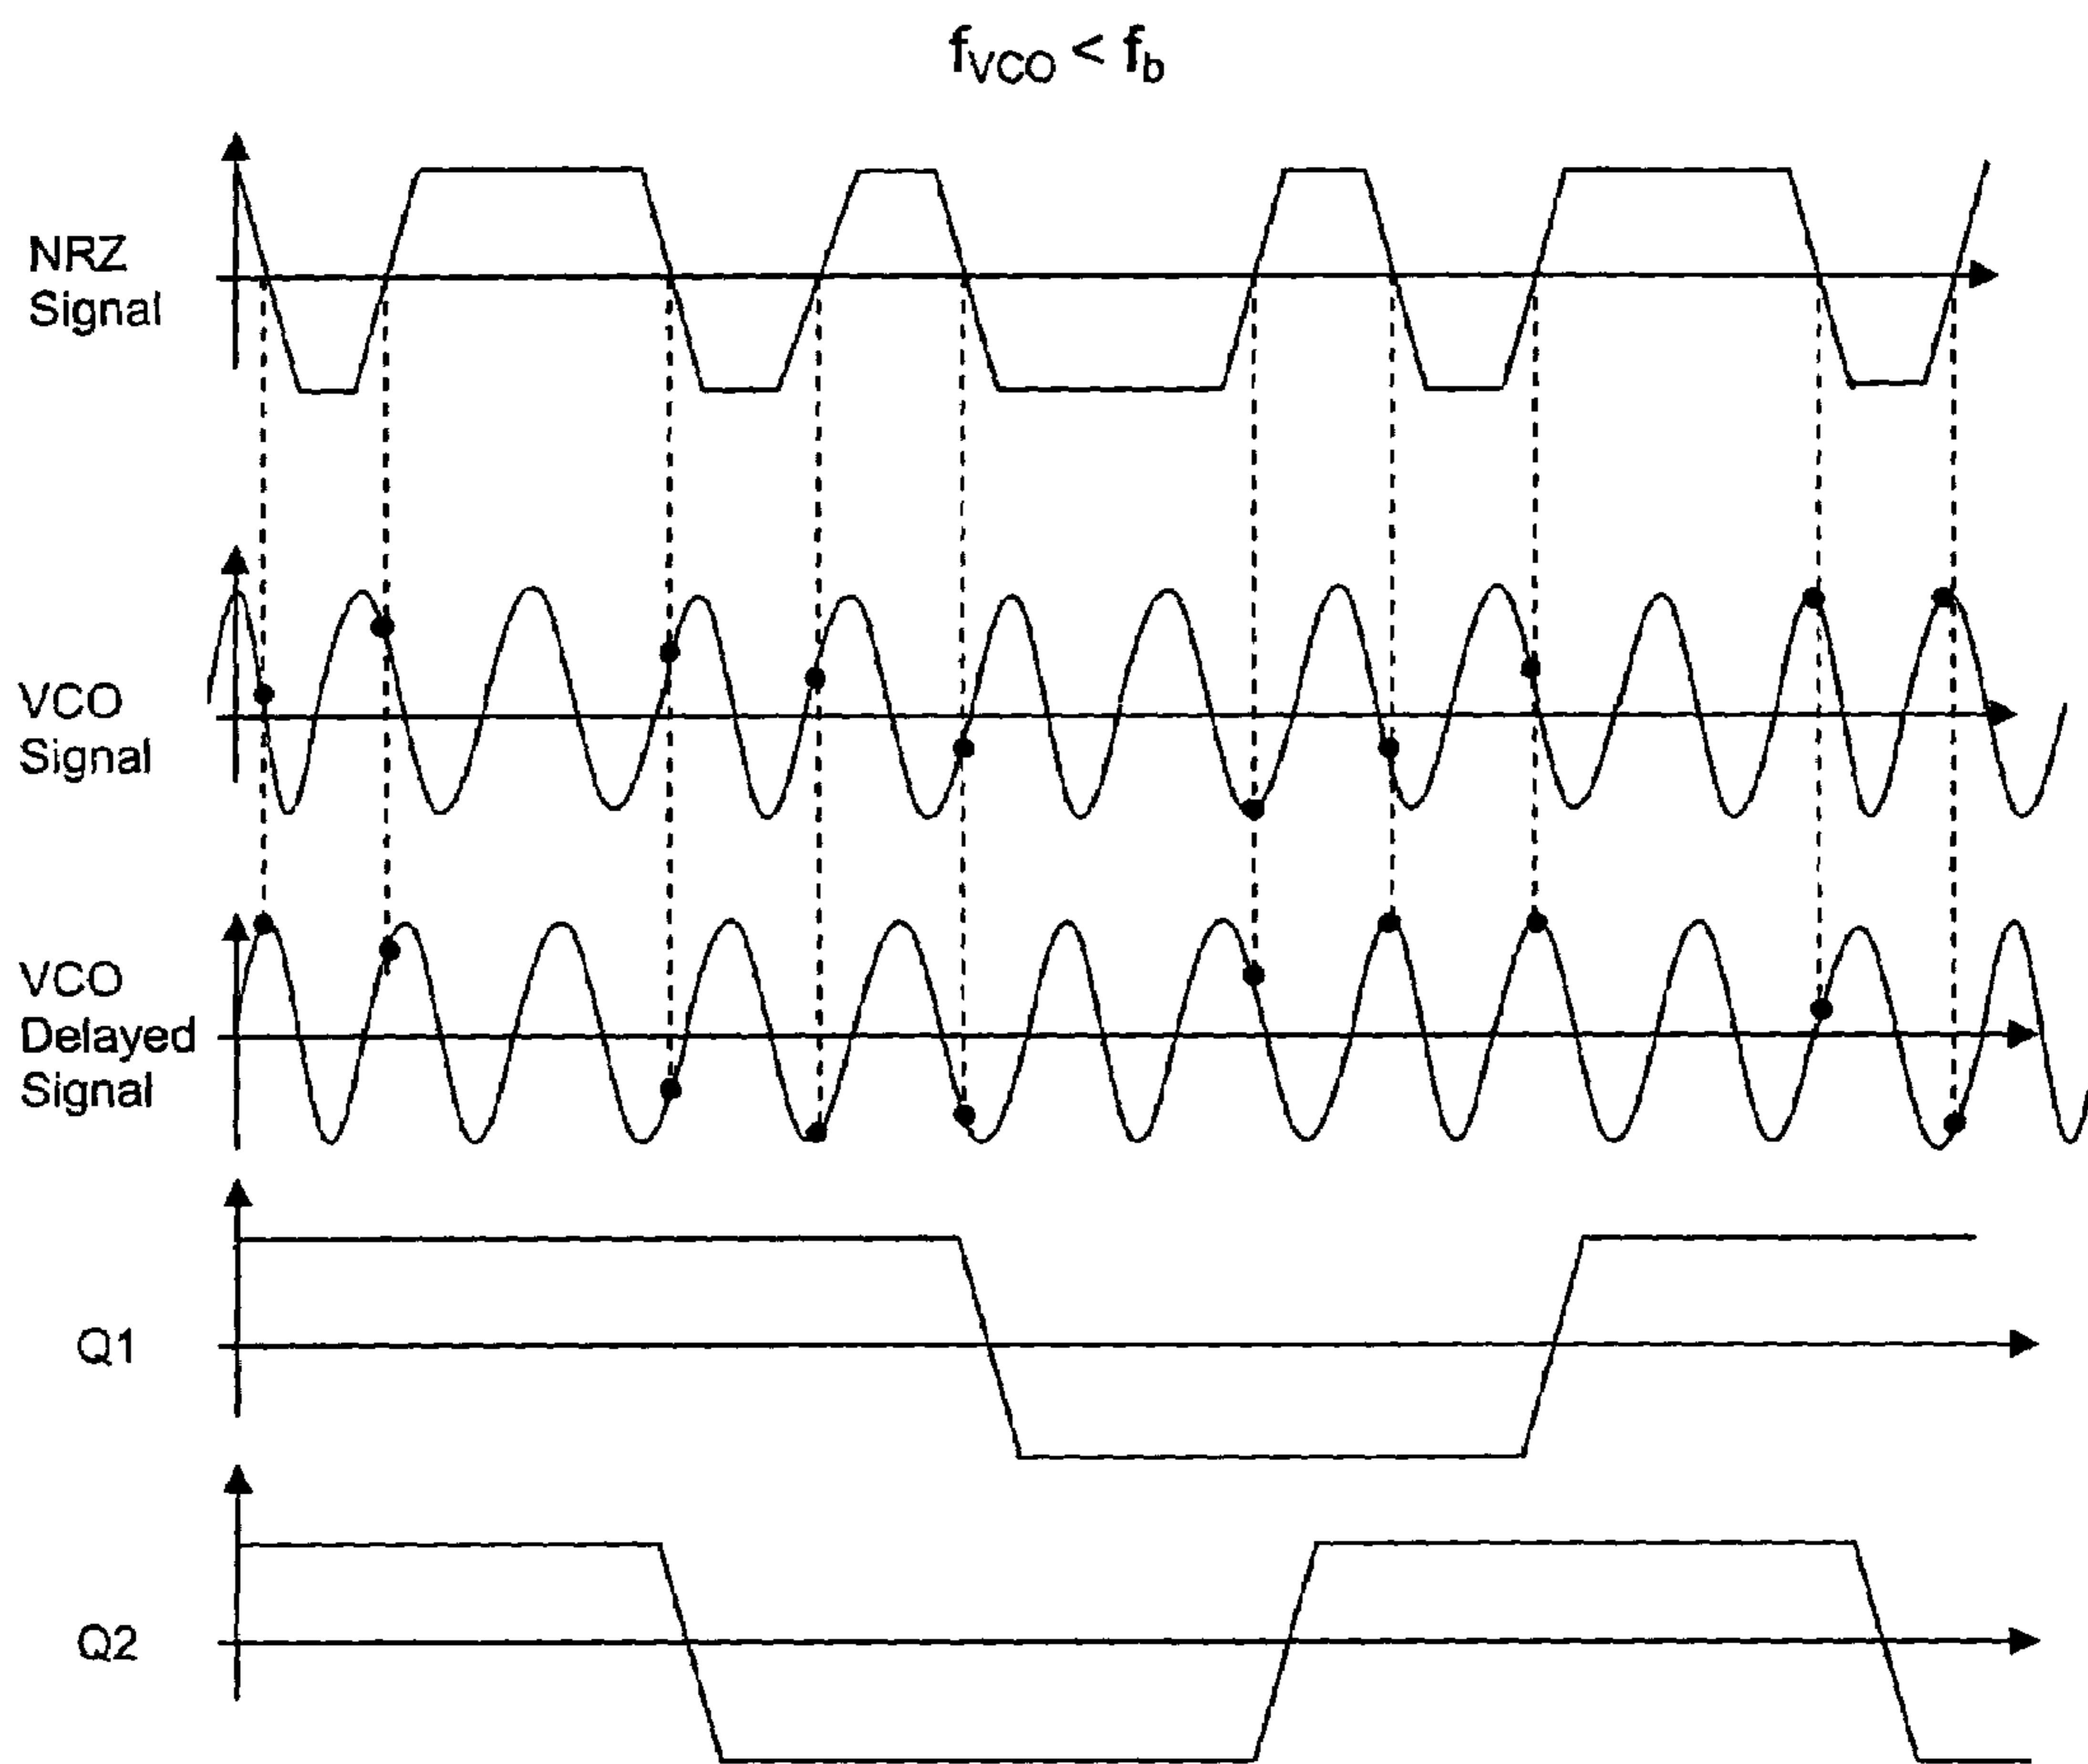 fVCO < fb
NRZ
Signal
VCO
Signal
VCO
Delayed
Signal
Q1
Q2